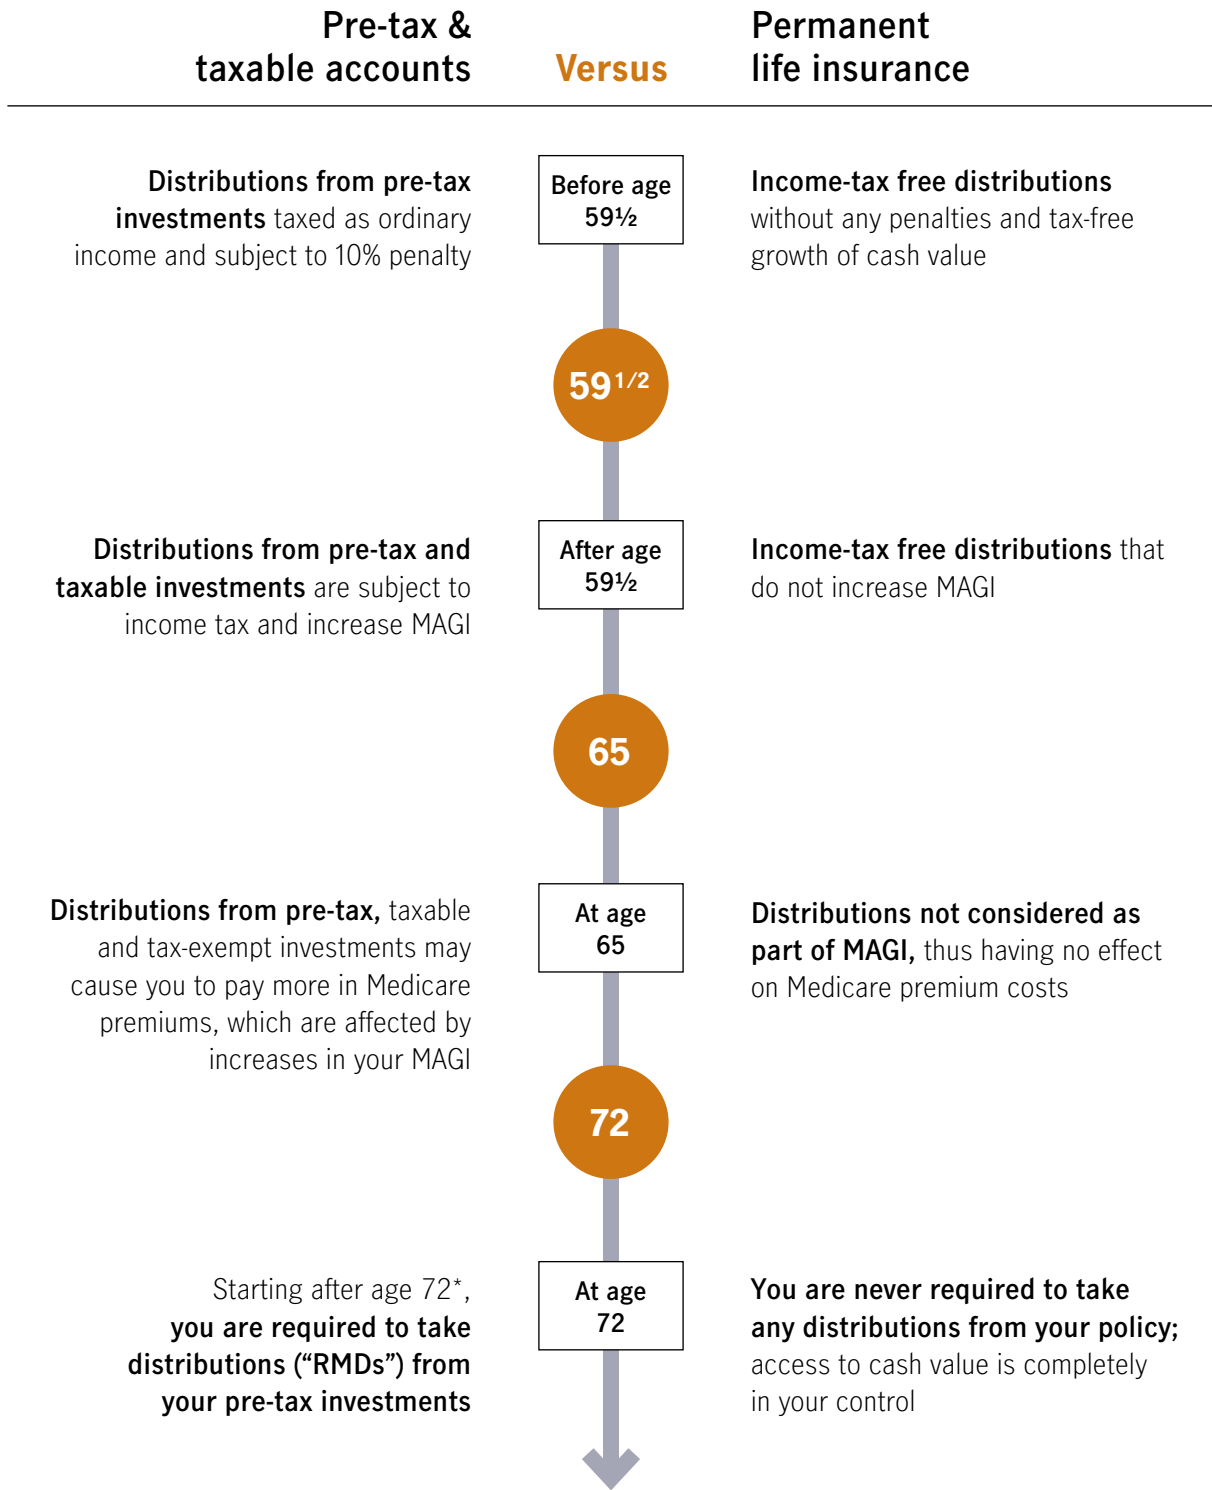 Pre-tax &
taxable accounts
Versus
Permanent
life insurance
Distributions from pre-tax
investments taxed as ordinary
income and subject to 10% penalty
Before age
59½
Income-tax free distributions
without any penalties and tax-free
growth of cash value
59 1/2
Distributions from pre-tax and
taxable investments are subject to
income tax and increase MAGI
After age
59½
Income-tax free distributions that
do not increase MAGI
65
Distributions from pre-tax, taxable
and tax-exempt investments may
cause you to pay more in Medicare
premiums, which are affected by
increases in your MAGI
At age
65
Distributions not considered as
part of MAGI, thus having no effect
on Medicare premium costs
72
Starting after age 72*,
you are required to take
distributions (“RMDs”) from
your pre-tax investments
At age
72
You are never required to take
any distributions from your policy;
access to cash value is completely
in your control